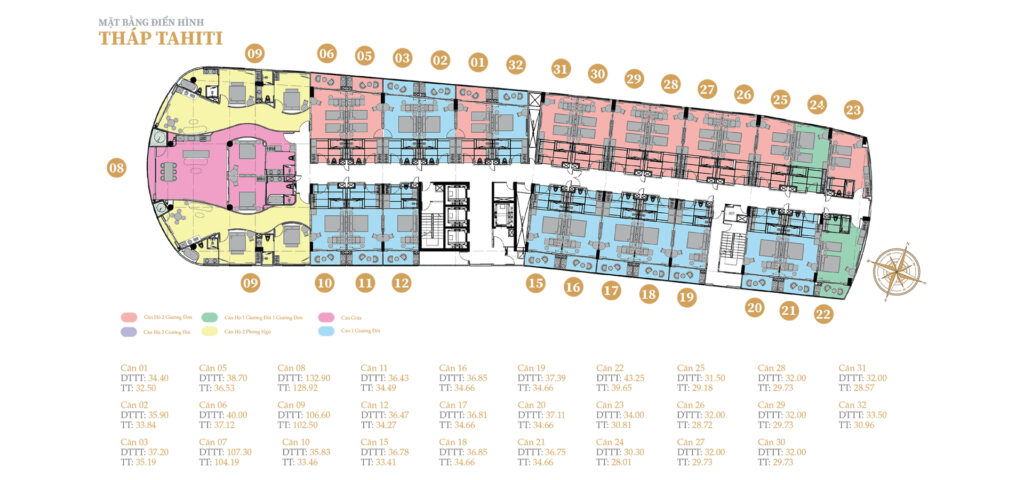 MẶT BẰNG ĐIỂN HÌNH
THÁP TAHITI
09
06
05
03
02
01
32
31
30
29
28
27
26
25
24
23
08
09
10
11
12
15
16
17
18
19
20
21
22
Căn Hộ 2 Giường Đơn
Căn Hộ 1 Giường Đôi 1 Giường Đơn
Căn Góc
Căn Hộ 2 Giường Đôi
Căn Hộ 2 Phòng Ngủ
Căn 1 Giường Đôi
Căn 01
DTTT: 34.40
TT: 32.50
Căn 02
DTTT: 35.90
TT: 33.84
Căn 03
DTTT: 37.20
TT: 35.19
Căn 05
DTTT: 38.70
TT: 36.53
Căn 06
DTTT: 40.00
TT: 37.12
Căn 07
DTTT: 107.30
TT: 104.19
Căn 08
DTTT: 132.90
TT: 128.92
Căn 09
DTTT: 106.60
TT: 102.50
Căn 10
DTTT: 35.83
TT: 33.46
Căn 11
DTTT: 36.43
TT: 34.49
Căn 12
DTTT: 36.47
TT: 34.27
Căn 15
DTTT: 36.78
TT: 33.41
Căn 16
DTTT: 36.85
TT: 34.66
Căn 17
DTTT: 36.81
TT: 34.66
Căn 18
DTTT: 36.85
TT: 34.66
Căn 19
DTTT: 37.39
TT: 34.66
Căn 20
DTTT: 37.11
TT: 34.66
Căn 21
DTTT: 36.75
TT: 34.66
Căn 22
DTTT: 43.25
TT: 39.65
Căn 23
DTTT: 34.00
TT: 30.81
Căn 24
DTTT: 30.30
TT: 28.01
Căn 25
DTTT: 31.50
TT: 29.18
Căn 26
DTTT: 32.00
TT: 28.72
Căn 27
DTTT: 32.00
TT: 29.73
Căn 28
DTTT: 32.00
TT: 29.73
Căn 29
DTTT: 32.00
TT: 29.73
Căn 30
DTTT: 32.00
TT: 29.73
Căn 31
DTTT: 32.00
TT: 28.57
Căn 32
DTTT: 33.50
TT: 30.96